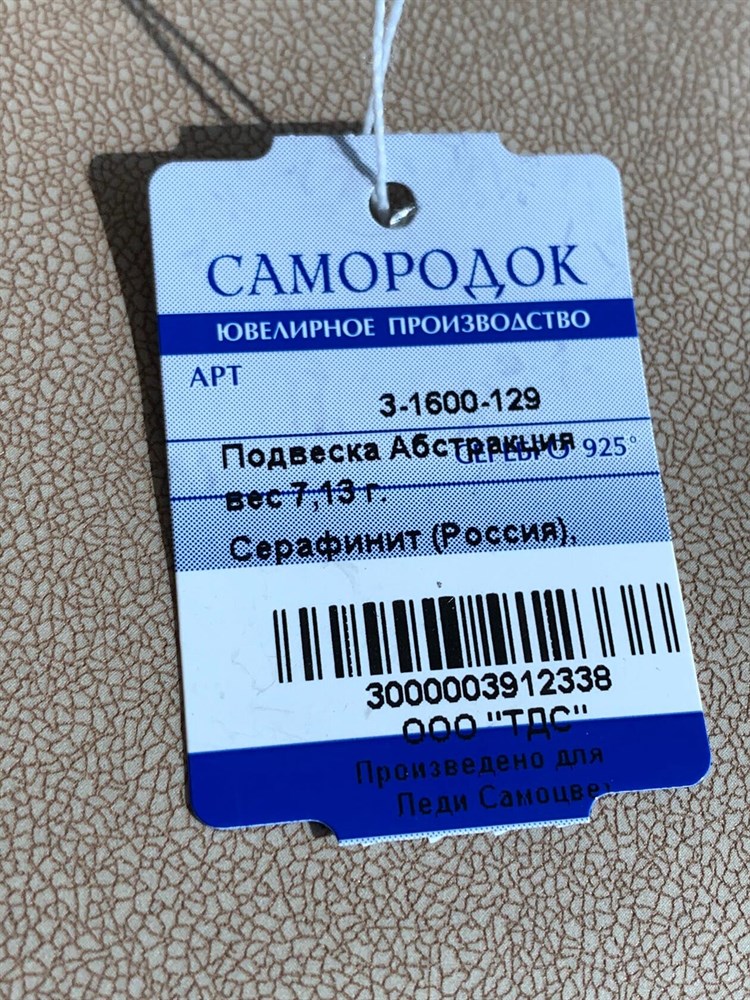 САМОРОДОК
ЮВЕЛИРНОЕ ПРОИЗВОДСТВО
АРТ
3-1600-129
Подвеска Абстракция
СЕРЕБРО 925°
вес 7,13 г.
Серафинит (Россия),
3000003912338
ООО "ТДС"
Произведено для
Леди Самоцвет